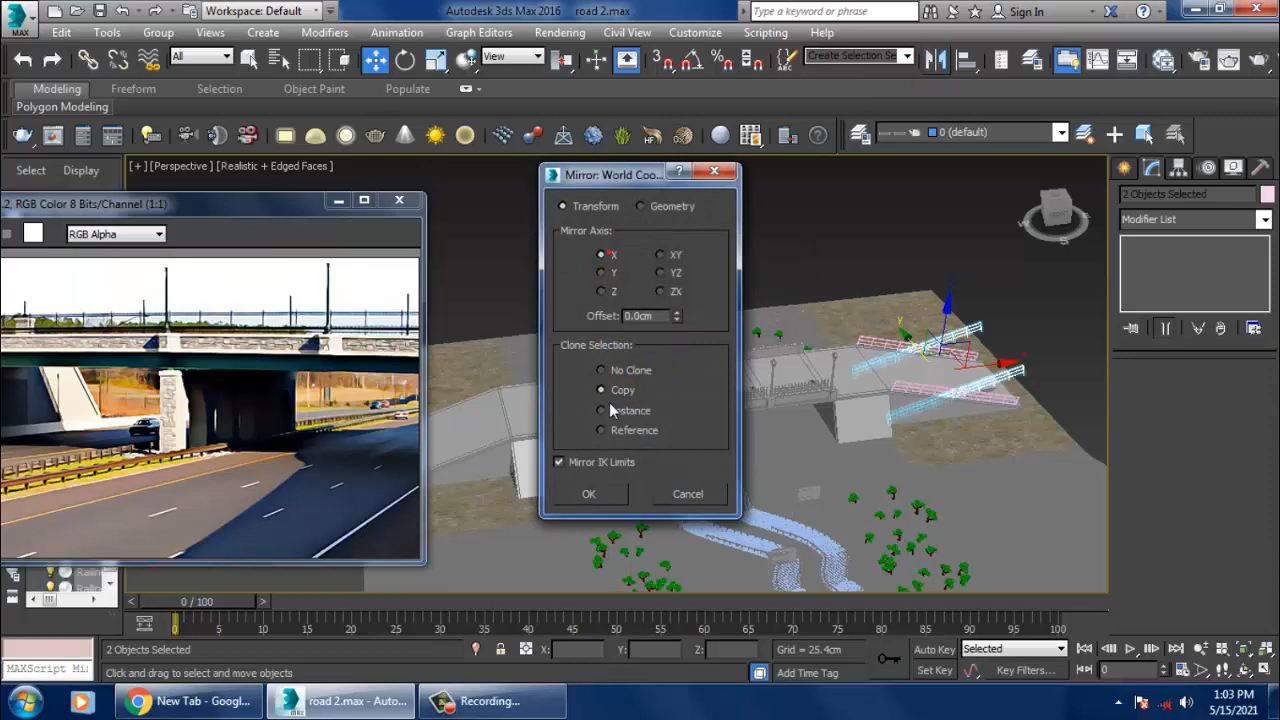 Workspace: Default
Autodesk 3ds Max 2016 road 2.max
Type a keyword or phrase
Sign In
MAX
Edit Tools Group Views Create Modifiers Animation Graph Editors Rendering Civil View Customize Scripting Help
All
View
Create Selection Se
Modeling Freeform Selection Object Paint Populate
Polygon Modeling
0 (default)
Select Display
[+] [Perspective] [Realistic + Edged Faces]
Mirror: World Coo...
2 Objects Selected
Modifier List
.2, RGB Color 8 Bits/Channel (1:1)
RGB Alpha
Transform Geometry
Mirror Axis:
X XY
Y YZ
Z ZX
Offset: 0.0cm
Clone Selection:
No Clone
Copy
Reference
Mirror IK Limits
OK Cancel
0 / 100
0 5 10 15 20 25 30 35 40 45 50 55 60 65 70 75 80 85 90 95 100
2 Objects Selected
X: Y: Z:
Grid = 25.4cm
Auto Key Selected
MAXScript Mi
Click and drag to select and move objects
Add Time Tag
Set Key Key Filters...
0
New Tab - Googl...
road 2.max - Auto...
Recording...
1:03 PM
5/15/2021